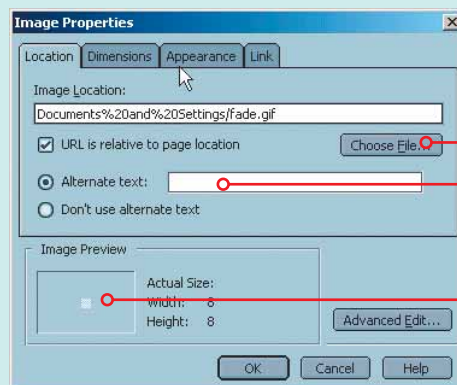 Image Properties
Location Dimensions Appearance Link
Image Location:
Documents%20and%20Settings/fade.gif
URL is relative to page location
Choose File...
Alternate text:
Don't use alternate text
Image Preview
Actual Size:
Width: 8
Height: 8
Advanced Edit...
OK Cancel Help